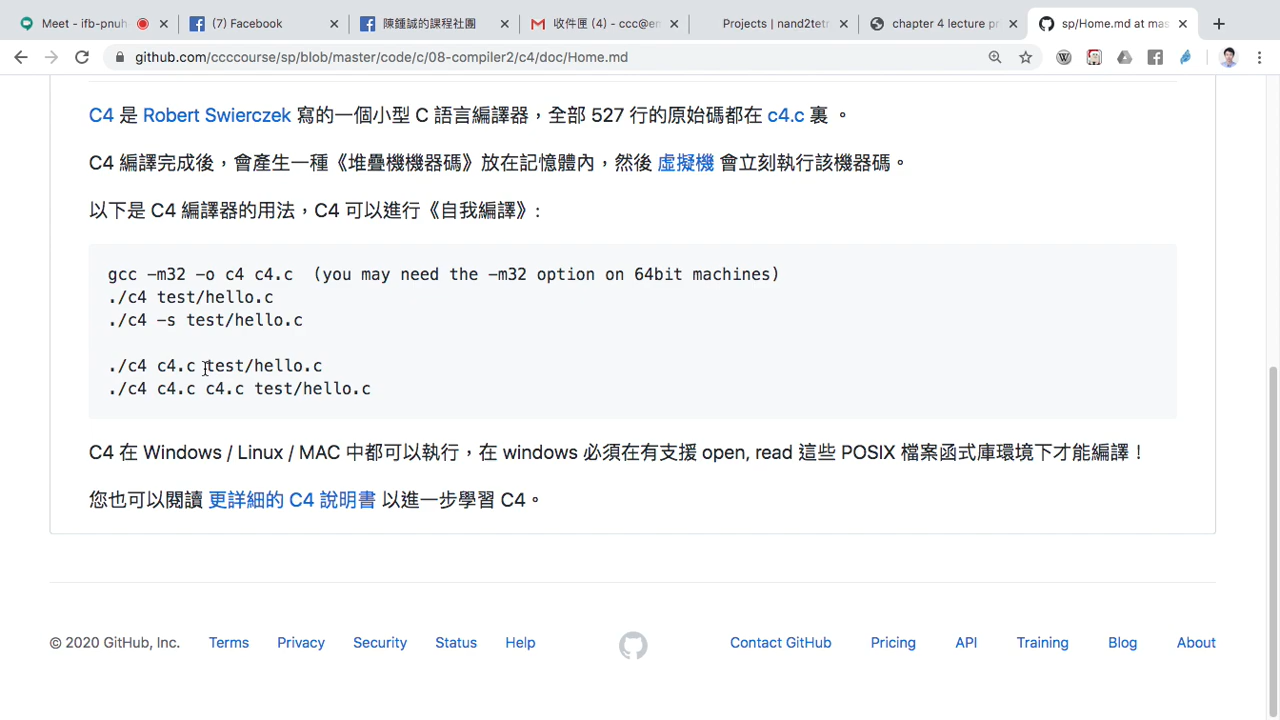 Meet - ifb-pnuh
(7) Facebook
陳鍾誠的課程社團
收件匣 (4) - ccc@en
Projects | nand2tetr
chapter 4 lecture pr
sp/Home.md at mas
github.com/ccccourse/sp/blob/master/code/c/08-compiler2/c4/doc/Home.md
C4 是 Robert Swierczek 寫的一個小型 C 語言編譯器，全部 527 行的原始碼都在 c4.c 裏 。
C4 編譯完成後，會產生一種《堆疊機機器碼》放在記憶體內，然後 虛擬機 會立刻執行該機器碼。
以下是 C4 編譯器的用法，C4 可以進行《自我編譯》:
gcc -m32 -o c4 c4.c  (you may need the -m32 option on 64bit machines)
./c4 test/hello.c
./c4 -s test/hello.c
./c4 c4.c test/hello.c
./c4 c4.c c4.c test/hello.c
C4 在 Windows / Linux / MAC 中都可以執行，在 windows 必須在有支援 open, read 這些 POSIX 檔案函式庫環境下才能編譯！
您也可以閱讀 更詳細的 C4 說明書 以進一步學習 C4。
© 2020 GitHub, Inc.
Terms
Privacy
Security
Status
Help
Contact GitHub
Pricing
API
Training
Blog
About